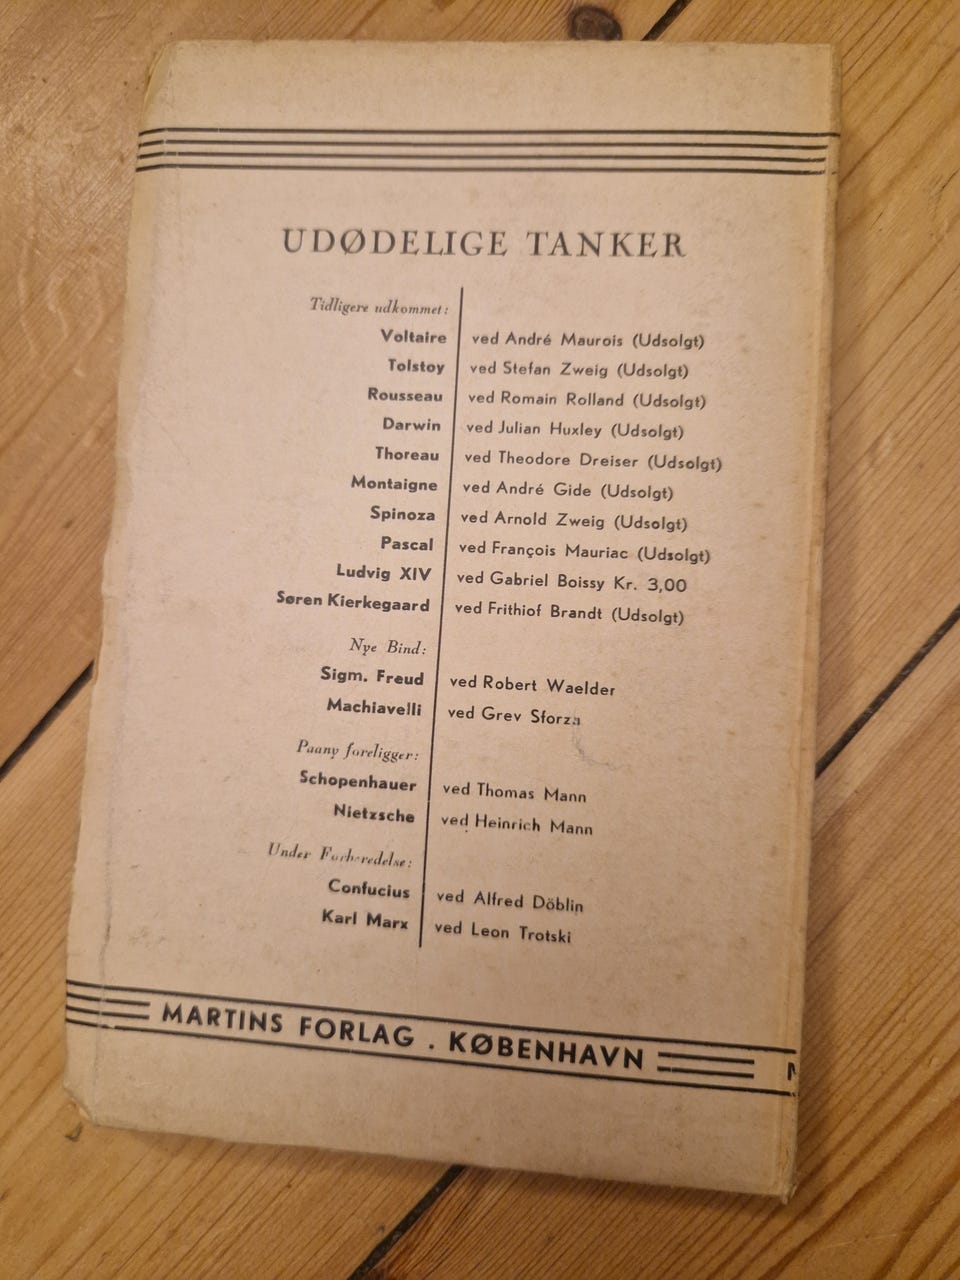 UDØDELIGE TANKER
Tidligere udkommet:
Voltaire ved André Maurois (Udsolgt)
Tolstoy ved Stefan Zweig (Udsolgt)
Rousseau ved Romain Rolland (Udsolgt)
Darwin ved Julian Huxley (Udsolgt)
Thoreau ved Theodore Dreiser (Udsolgt)
Montaigne ved André Gide (Udsolgt)
Spinoza ved Arnold Zweig (Udsolgt)
Pascal ved François Mauriac (Udsolgt)
Ludvig XIV ved Gabriel Boissy Kr. 3,00
Søren Kierkegaard ved Frithiof Brandt (Udsolgt)
Nye Bind:
Sigm. Freud ved Robert Waelder
Machiavelli ved Grev Sforza
Paany foreligger:
Schopenhauer ved Thomas Mann
Nietzsche ved Heinrich Mann
Under Forberedelse:
Confucius ved Alfred Döblin
Karl Marx ved Leon Trotski
MARTINS FORLAG . KØBENHAVN